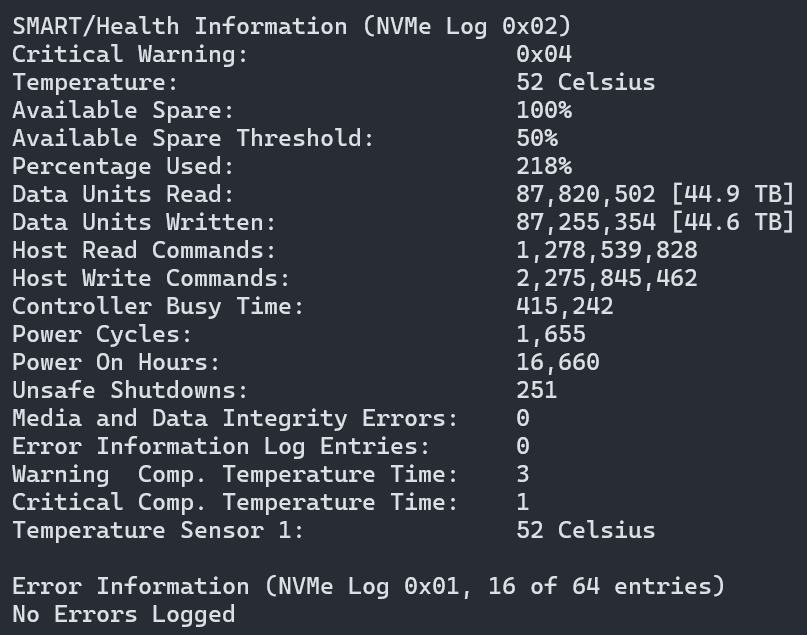 SMART/Health Information (NVMe Log 0x02)
Critical Warning:                   0x04
Temperature:                        52 Celsius
Available Spare:                    100%
Available Spare Threshold:          50%
Percentage Used:                    218%
Data Units Read:                    87,820,502 [44.9 TB]
Data Units Written:                 87,255,354 [44.6 TB]
Host Read Commands:                 1,278,539,828
Host Write Commands:                2,275,845,462
Controller Busy Time:               415,242
Power Cycles:                       1,655
Power On Hours:                     16,660
Unsafe Shutdowns:                   251
Media and Data Integrity Errors:    0
Error Information Log Entries:      0
Warning  Comp. Temperature Time:    3
Critical Comp. Temperature Time:    1
Temperature Sensor 1:               52 Celsius

Error Information (NVMe Log 0x01, 16 of 64 entries)
No Errors Logged